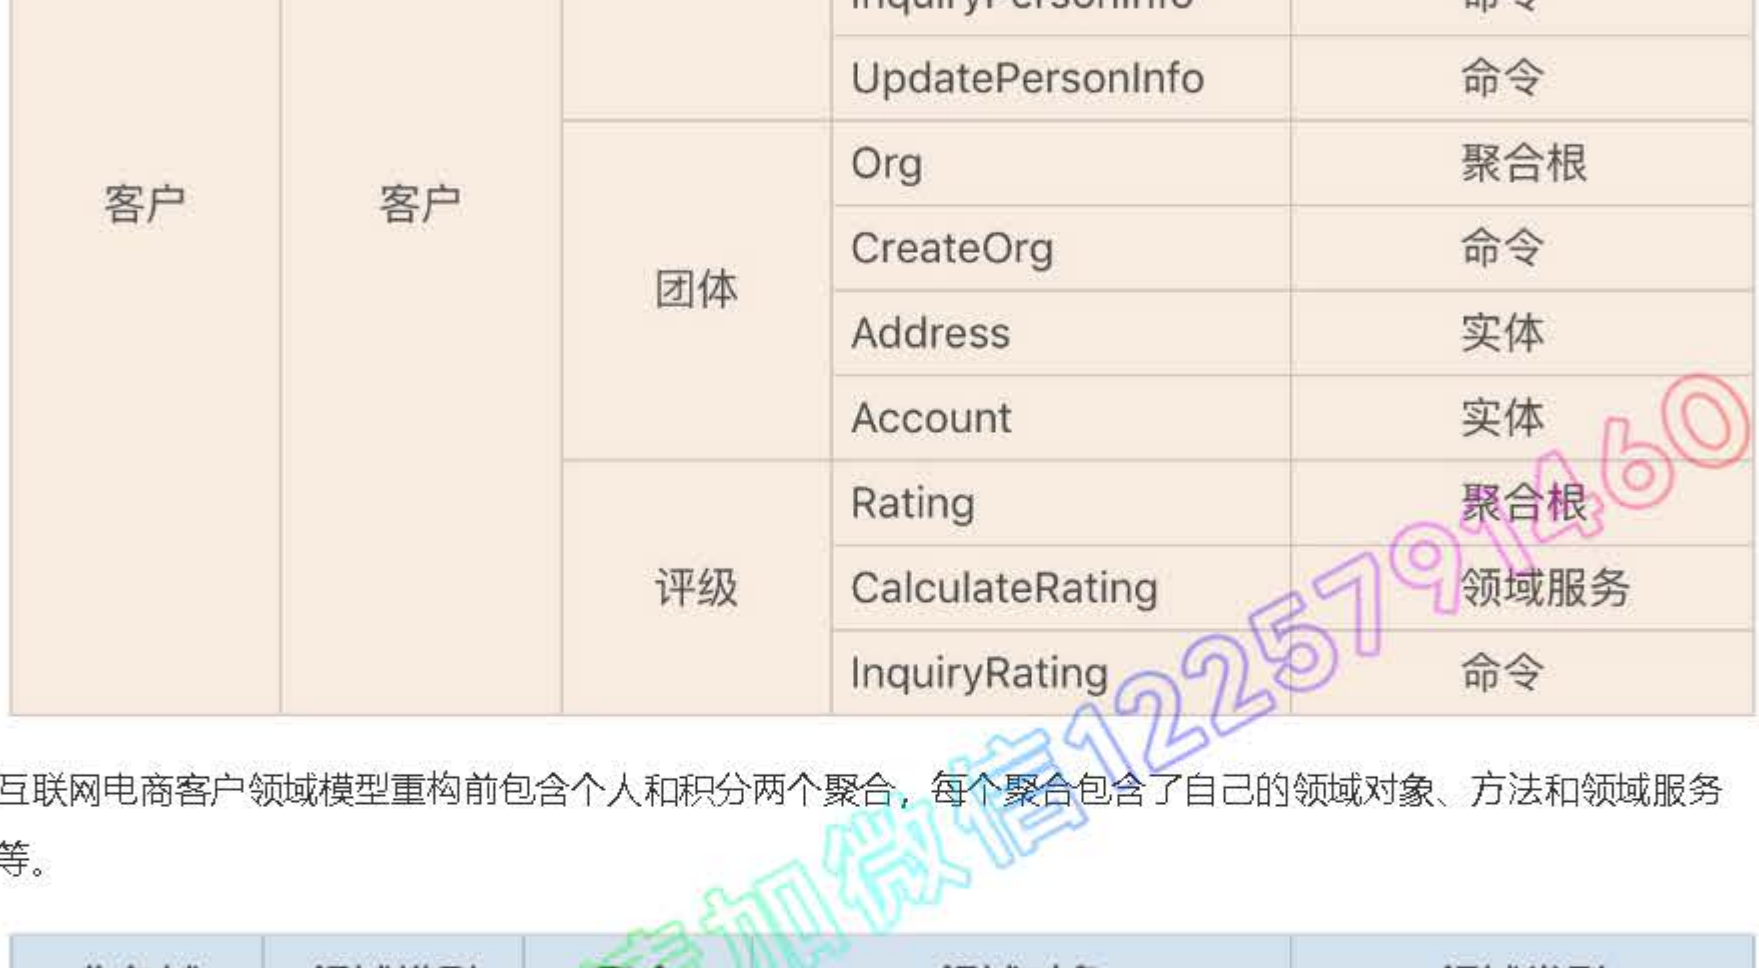 InquiryPersonInfo 命令
UpdatePersonInfo 命令
Org 聚合根
客户 客户
CreateOrg 命令
团体
Address 实体
Account 实体
Rating 聚合根
评级 CalculateRating 领域服务
InquiryRating 命令
互联网电商客户领域模型重构前包含个人和积分两个聚合，每个聚合包含了自己的领域对象、方法和领域服务
等。
加微信1225791460